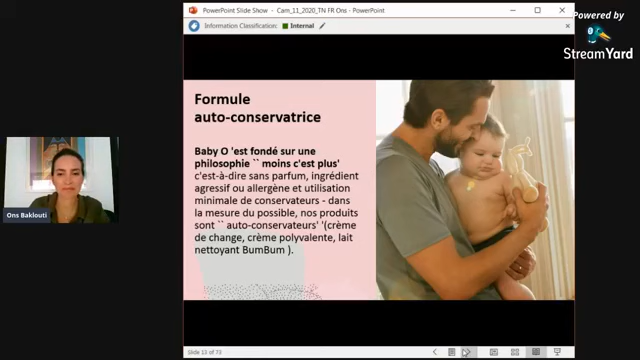 PowerPoint Slide Show - Cam_11_2020_TN FR Ons - PowerPoint
Information Classification: Internal
Powered by
StreamYard
Formule
auto-conservatrice
Baby O 'est fondé sur une
philosophie `` moins c'est plus'
c'est-à-dire sans parfum, ingrédient
agressif ou allergène et utilisation
minimale de conservateurs - dans
la mesure du possible, nos produits
sont `` auto-conservateurs' '(crème
de change, crème polyvalente, lait
nettoyant BumBum ).
Ons Baklouti
Slide 13 of 73